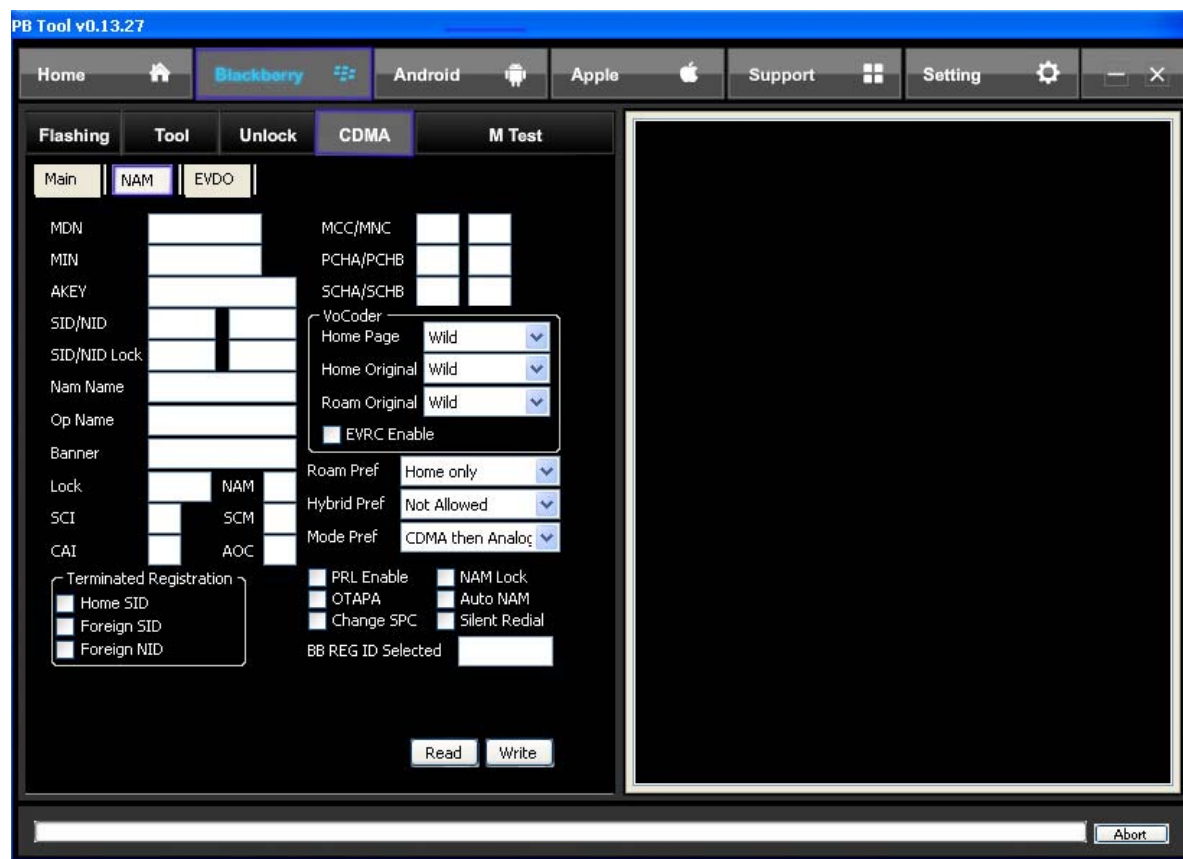 PB Tool v0.13.27
Home Blackberry Android Apple Support Setting
Flashing Tool Unlock CDMA M Test
Main NAM EVDO
MDN
MIN
AKEY
SID/NID
SID/NID Lock
Nam Name
Op Name
Banner
Lock NAM
SCI SCM
CAI AOC
Terminated Registration
Home SID
Foreign SID
Foreign NID
MCC/MNC
PCHA/PCHB
SCHA/SCHB
VoCoder
Home Page Wild
Home Original Wild
Roam Original Wild
EVRC Enable
Roam Pref Home only
Hybrid Pref Not Allowed
Mode Pref CDMA then Analog
PRL Enable NAM Lock
OTAPA Auto NAM
Change SPC Silent Redial
BB REG ID Selected
Read Write
Abort